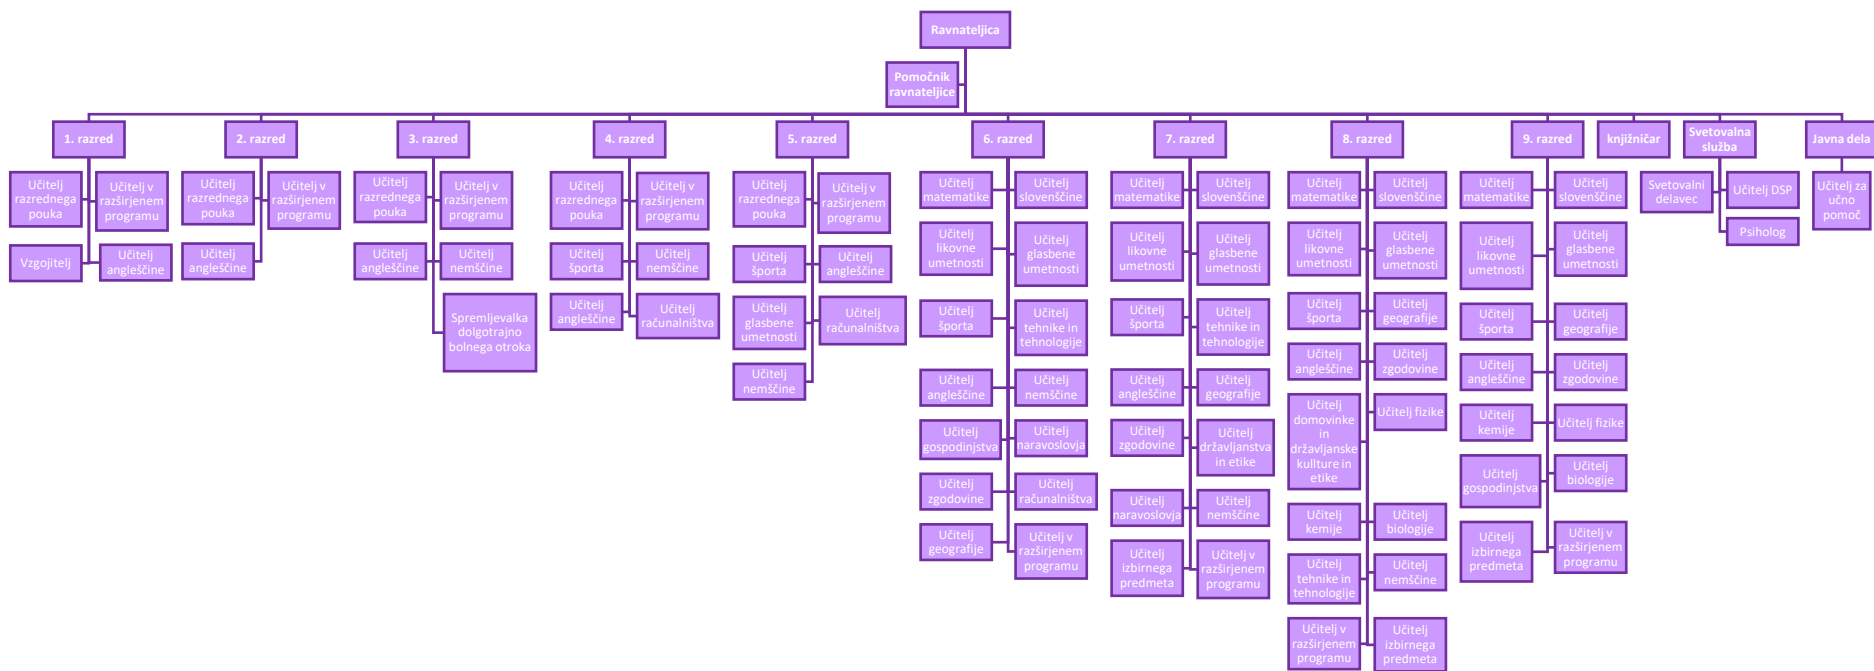 Ravnateljica
Pomočnik
ravnateljice
1. razred
2. razred
3. razred
4. razred
5. razred
6. razred
7. razred
8. razred
9. razred
knjižničar
Svetovalna
služba
Javna dela
Učitelj
razrednega
pouka
Učitelj v
razširjenem
programu
Vzgojitelj
Učitelj
angleščine
Učitelj
razrednega
pouka
Učitelj v
razširjenem
programu
Učitelj
angleščine
Učitelj
razrednega
pouka
Učitelj v
razširjenem
programu
Učitelj
angleščine
Učitelj
nemščine
Spremljevalka
dolgotrajno
bolnega otroka
Učitelj
razrednega
pouka
Učitelj v
razširjenem
programu
Učitelj
športa
Učitelj
nemščine
Učitelj
angleščine
Učitelj
računalništva
Učitelj
razrednega
pouka
Učitelj v
razširjenem
programu
Učitelj
športa
Učitelj
angleščine
Učitelj
glasbene
umetnosti
Učitelj
računalništva
Učitelj
nemščine
Učitelj
matematike
Učitelj
slovenščine
Učitelj
likovne
umetnosti
Učitelj
glasbene
umetnosti
Učitelj
športa
Učitelj
tehnike in
tehnologije
Učitelj
angleščine
Učitelj
nemščine
Učitelj
gospodinjstva
Učitelj
naravoslovja
Učitelj
zgodovine
Učitelj
računalništva
Učitelj
geografije
Učitelj v
razširjenem
programu
Učitelj
matematike
Učitelj
slovenščine
Učitelj
likovne
umetnosti
Učitelj
glasbene
umetnosti
Učitelj
športa
Učitelj
tehnike in
tehnologije
Učitelj
angleščine
Učitelj
geografije
Učitelj
zgodovine
Učitelj
državljanstva
in etike
Učitelj
naravoslovja
Učitelj
nemščine
Učitelj
izbirnega
predmeta
Učitelj v
razširjenem
programu
Učitelj
matematike
Učitelj
slovenščine
Učitelj
likovne
umetnosti
Učitelj
glasbene
umetnosti
Učitelj
športa
Učitelj
geografije
Učitelj
angleščine
Učitelj
zgodovine
Učitelj
domovinke
in
državljanske
kullture in
etike
Učitelj fizike
Učitelj
kemije
Učitelj
biologije
Učitelj
tehnike in
tehnologije
Učitelj
nemščine
Učitelj v
razširjenem
programu
Učitelj
izbirnega
predmeta
Učitelj
matematike
Učitelj
slovenščine
Učitelj
likovne
umetnosti
Učitelj
glasbene
umetnosti
Učitelj
športa
Učitelj
geografije
Učitelj
angleščine
Učitelj
zgodovine
Učitelj
kemije
Učitelj fizike
Učitelj
gospodinjstva
Učitelj
biologije
Učitelj
izbirnega
predmeta
Učitelj v
razširjenem
programu
Svetovalni
delavec
Učitelj DSP
Psiholog
Učitelj za
učno
pomoč